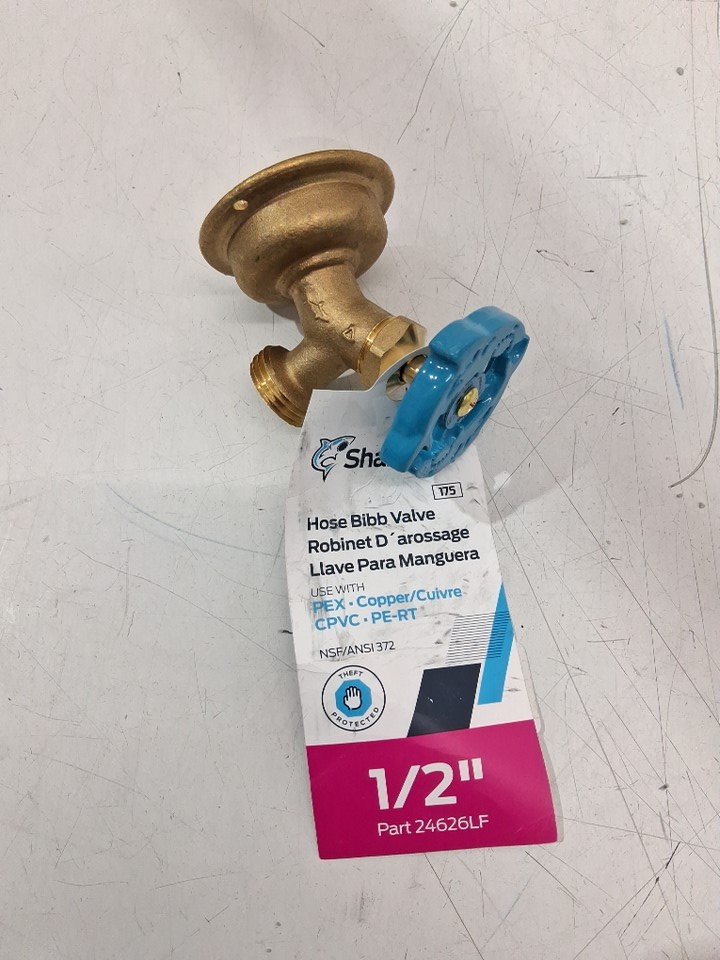 175
Hose Bibb Valve
Robinet D´arossage
Llave Para Manguera
USE WITH
PEX • Copper/Cuivre
CPVC • PE-RT
NSF/ANSI 372
THEFT
PROTECTED
1/2"
Part 24626LF